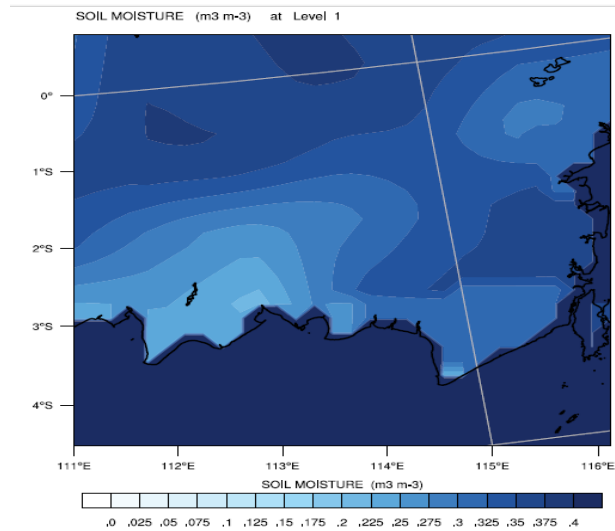 SOIL MOISTURE (m3 m-3) at Level 1
0°
1°S
2°S
3°S
4°S
111°E 112°E 113°E 114°E 115°E 116°E
SOIL MOISTURE (m3 m-3)
.0 .025 .05 .075 .1 .125 .15 .175 .2 .225 .25 .275 .3 .325 .35 .375 .4